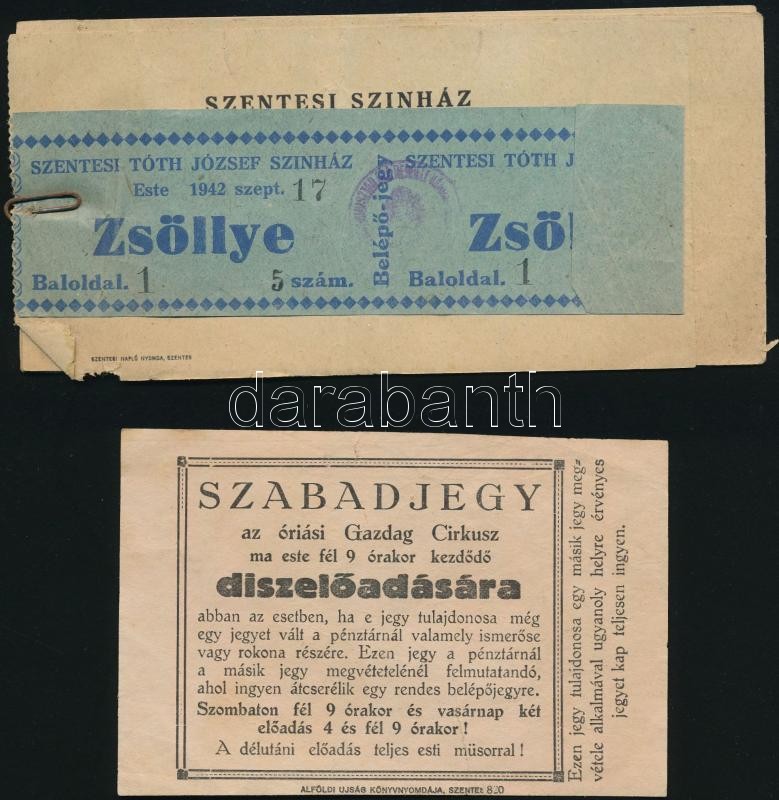 SZENTESI SZINHÁZ
SZENTESI TÓTH JÓZSEF SZINHÁZ
Este 1942 szept. 17
Zsöllye
Baloldal. 1 5 szám.
Belépő-jegy
SZENTESI TÓTH J
Zsöl
Baloldal. 1
SZENTESI NAPLÓ NYOMDA, SZENTES
darabanth
SZABADJEGY
az óriási Gazdag Cirkusz
ma este fél 9 órakor kezdődő
diszelőadására
abban az esetben, ha e jegy tulajdonosa még
egy jegyet vált a pénztárnál valamely ismerőse
vagy rokona részére. Ezen jegy a pénztárnál
a másik jegy megvételelénél felmutatandó,
ahol ingyen átcserélik egy rendes belépőjegyre.
Szombaton fél 9 órakor és vasárnap két
előadás 4 és fél 9 órakor!
A délutáni előadás teljes esti műsorral!
ALFÖLDI UJSÁG KÖNYVNYOMDÁJA, SZENTES 820
Ezen jegy tulajdonosa egy másik jegy meg-
vétele alkalmával ugyanoly helyre érvényes
jegyet kap teljesen ingyen.